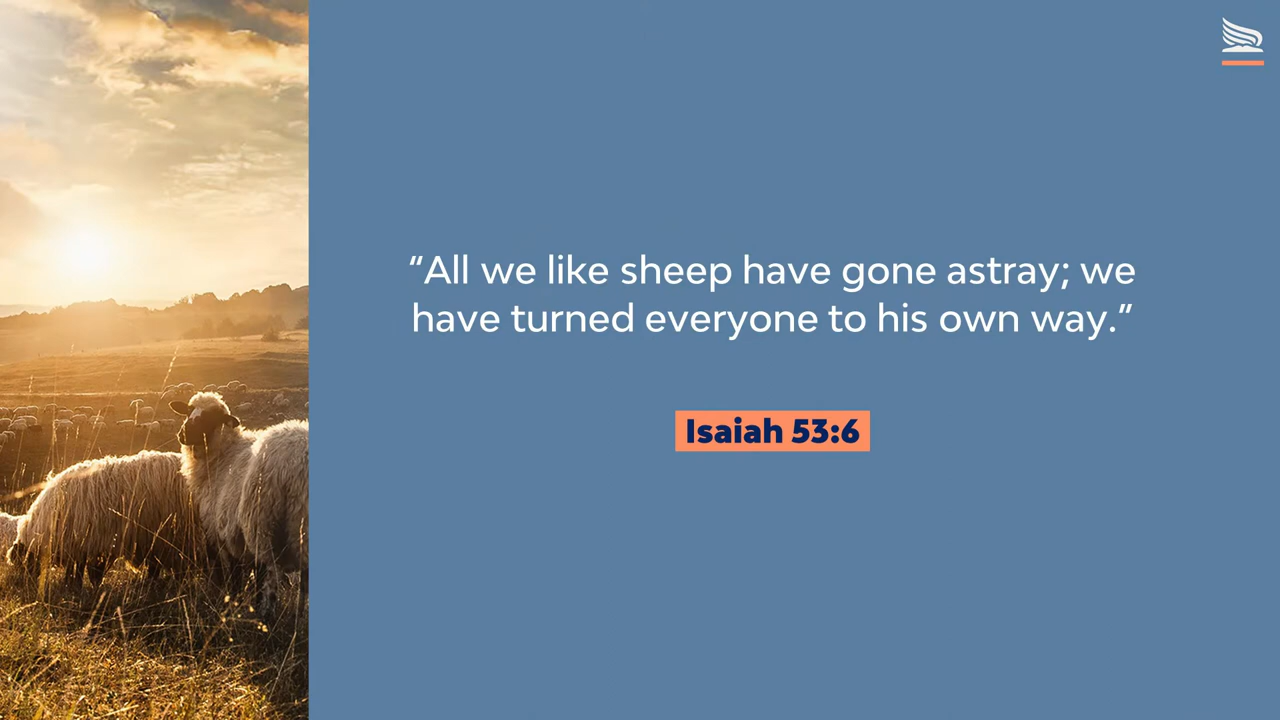 “All we like sheep have gone astray; we
have turned everyone to his own way.”
Isaiah 53:6